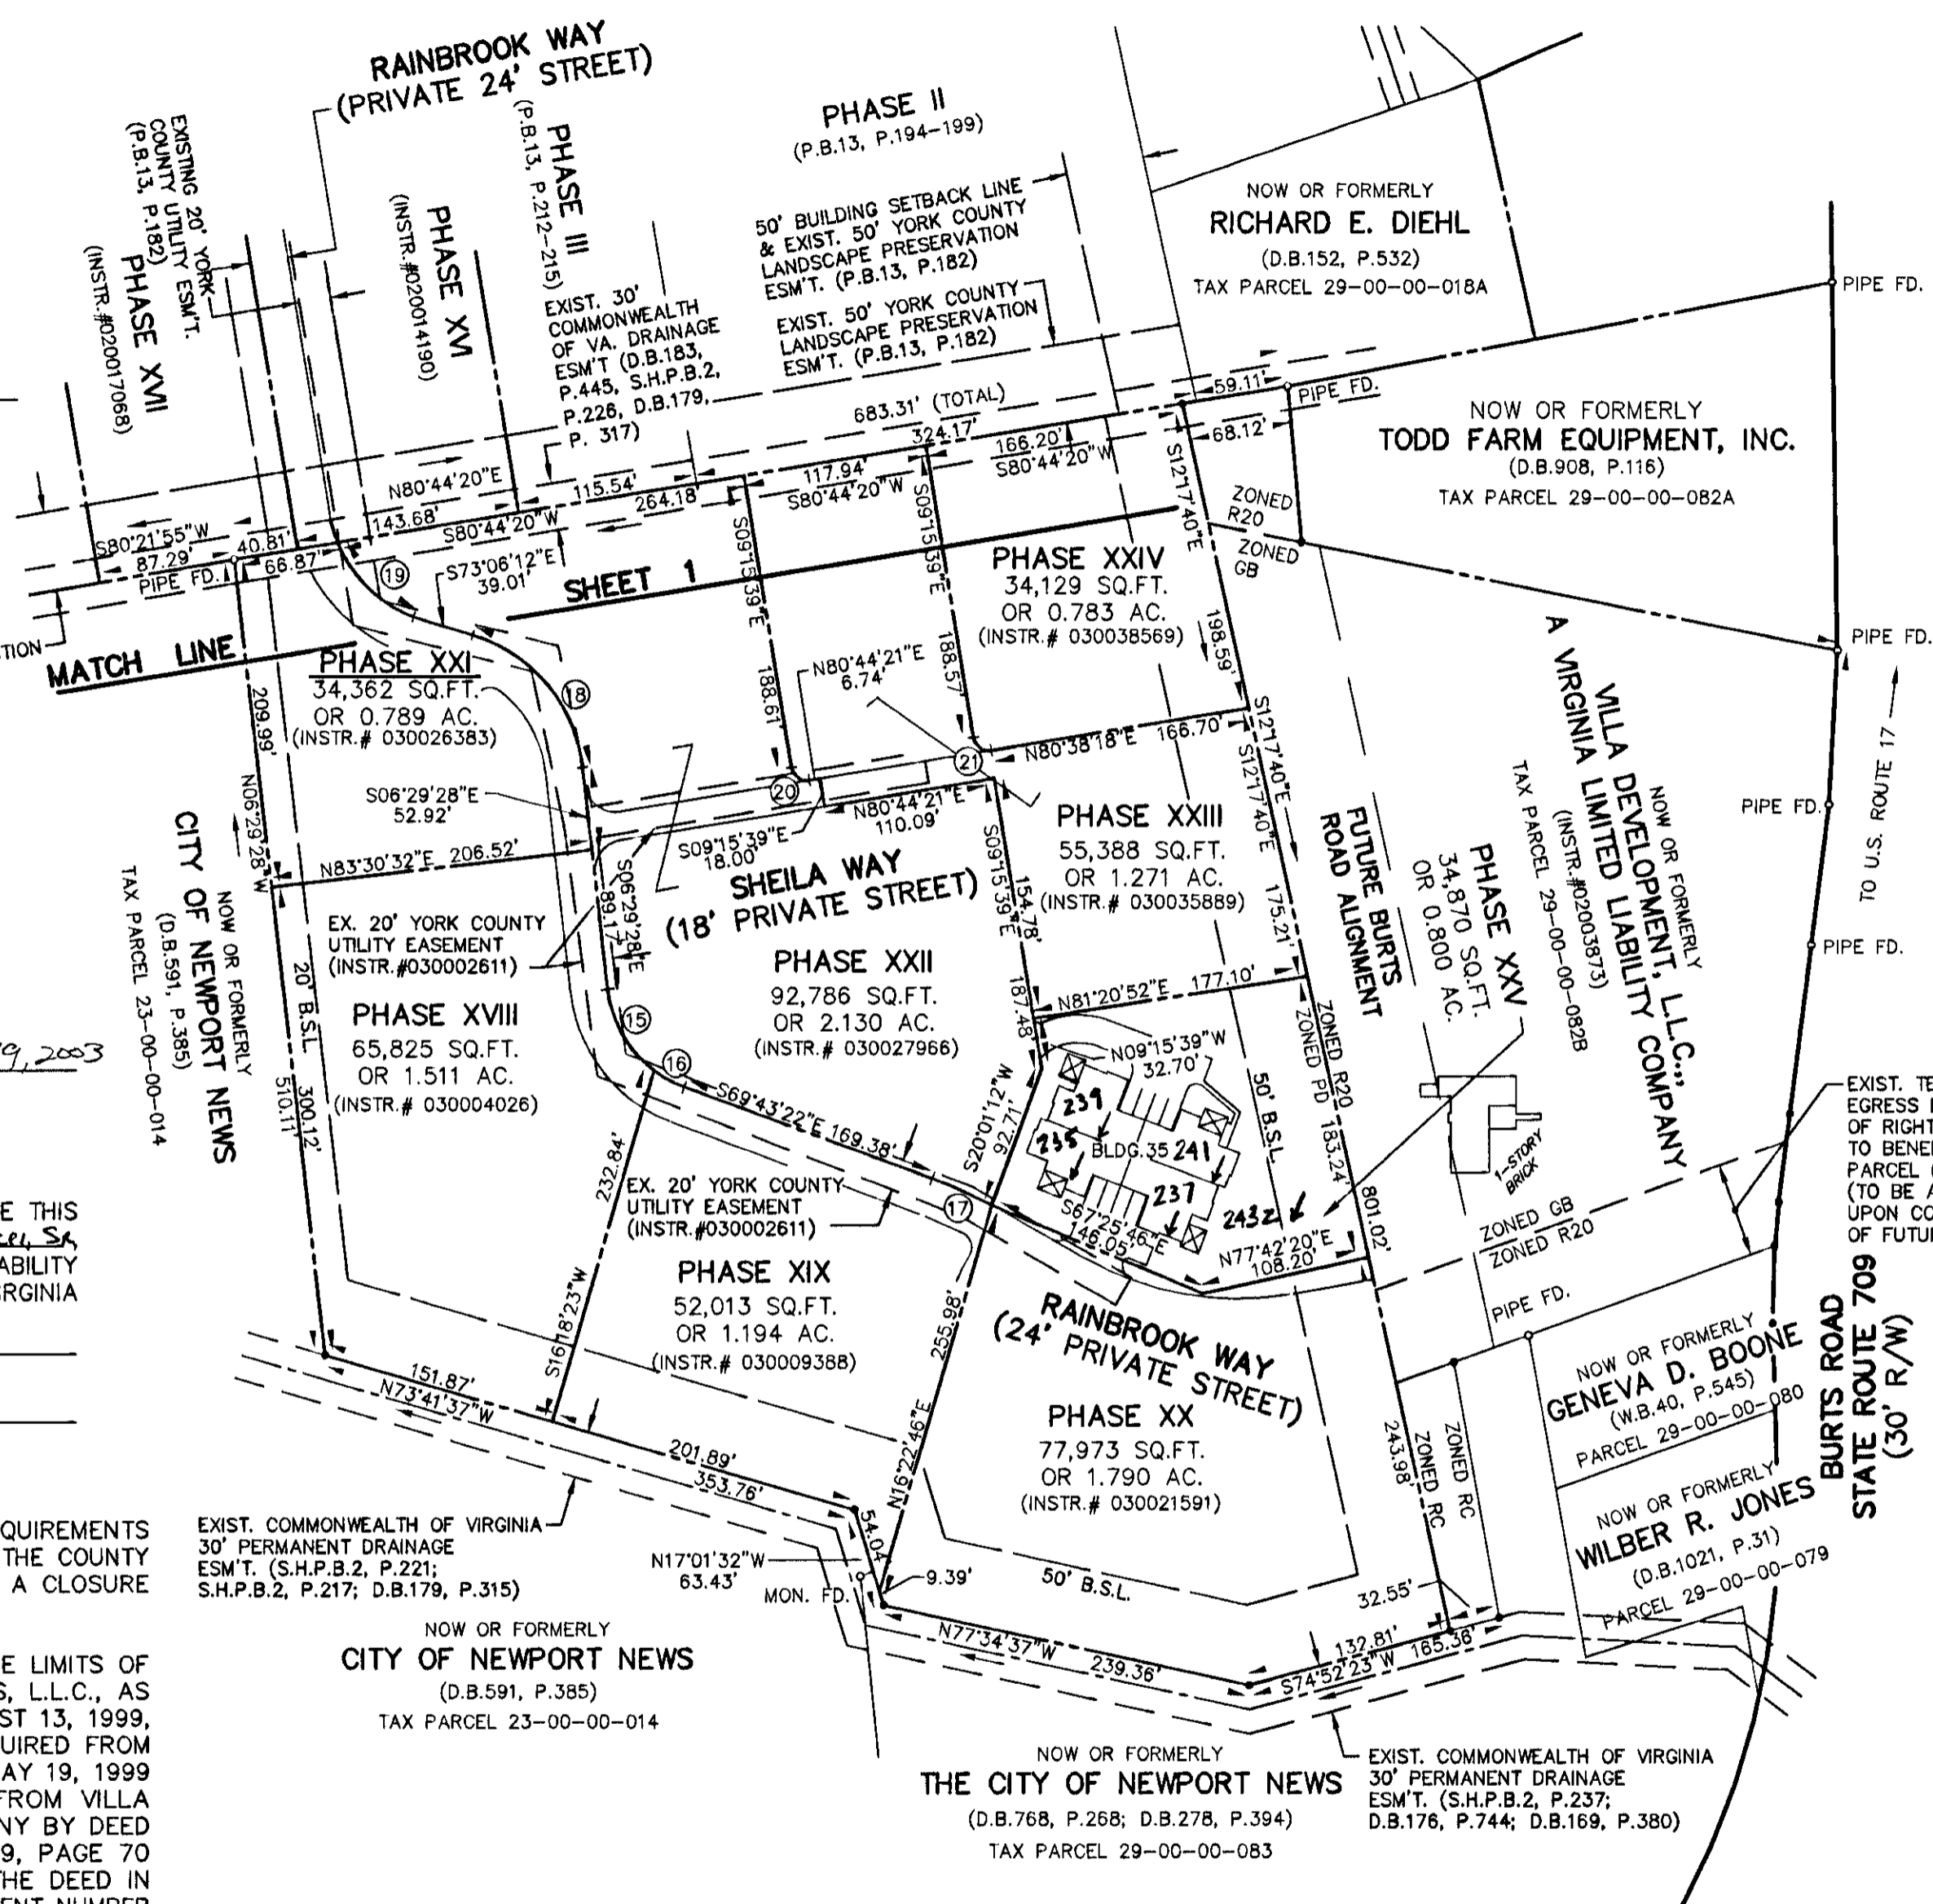 RAINBROOK WAY
(PRIVATE 24' STREET)
EXISTING 20' YORK
COUNTY UTILITY ESM'T.
(P.B.13, P.182)
PHASE XVII
(INSTR.#020017068)
PHASE XVI
(INSTR.#020014190)
PHASE III
(P.B.13, P.212-215)
PHASE II
(P.B.13, P.194-199)
50' BUILDING SETBACK LINE
& EXIST. 50' YORK COUNTY
LANDSCAPE PRESERVATION
ESM'T. (P.B.13, P.182)
EXIST. 50' YORK COUNTY
LANDSCAPE PRESERVATION
ESM'T. (P.B.13, P.182)
EXIST. 30'
COMMONWEALTH
OF VA. DRAINAGE
ESM'T (D.B.183,
P.445, S.H.P.B.2,
P.226, D.B.179,
P. 317)
NOW OR FORMERLY
RICHARD E. DIEHL
(D.B.152, P.532)
TAX PARCEL 29-00-00-018A
PIPE FD.
NOW OR FORMERLY
TODD FARM EQUIPMENT, INC.
(D.B.908, P.116)
TAX PARCEL 29-00-00-082A
59.11'
PIPE FD.
68.12'
683.31' (TOTAL)
324.17'
166.20'
S80°44'20"W
117.94'
S80°44'20"W
N80°44'20"E
115.54'
264.18'
143.68'
S80°44'20"W
S80°21'55"W
87.29'
40.81'
66.87'
PIPE FD.
19
S73°06'12"E
39.01'
SHEET 1
MATCH LINE
TION
S09°15'39"E
188.61'
S09°15'39"E
188.57'
S12°17'40"E
198.59'
ZONED
R20
ZONED
GB
PIPE FD.
PHASE XXIV
34,129 SQ.FT.
OR 0.783 AC.
(INSTR.# 030038569)
PHASE XXI
34,362 SQ.FT.
OR 0.789 AC.
(INSTR.# 030026383)
18
N80°44'21"E
6.74'
21
N80°38'18"E 166.70'
S12°17'40"E
S12°17'40"E
175.21'
20
N80°44'21"E
110.09'
S09°15'39"E
18.00'
209.99'
N06°29'28"W
S06°29'28"E
52.92'
N83°30'32"E 206.52'
S06°29'28"E
89.17'
SHEILA WAY
(18' PRIVATE STREET)
PHASE XXIII
55,388 SQ.FT.
OR 1.271 AC.
(INSTR.# 030035889)
S09°15'39"E
154.78'
187.48'
FUTURE BURTS
ROAD ALIGNMENT
NOW OR FORMERLY
VILLA DEVELOPMENT, L.L.C.,
A VIRGINIA LIMITED LIABILITY COMPANY
(INSTR.#02003873)
TAX PARCEL 29-00-00-082B
PHASE XXV
34,870 SQ.FT.
OR 0.800 AC.
PIPE FD.
TO U.S. ROUTE 17
PIPE FD.
NOW OR FORMERLY
CITY OF NEWPORT NEWS
(D.B.591, P.385)
TAX PARCEL 23-00-00-014
EX. 20' YORK COUNTY
UTILITY EASEMENT
(INSTR.#030002611)
20' B.S.L.
300.12'
510.11'
PHASE XVIII
65,825 SQ.FT.
OR 1.511 AC.
(INSTR.# 030004026)
PHASE XXII
92,786 SQ.FT.
OR 2.130 AC.
(INSTR.# 030027966)
N81°20'52"E 177.10'
15
16
S69°43'22"E 169.38'
S20°01'12"W
92.71'
N09°15'39"W
32.70'
239
235
BLDG.35
241
237
243
50' B.S.L.
ZONED R20
ZONED PD
183.24'
801.02'
1-STORY
BRICK
S67°25'46"E
146.05'
N77°42'20"E
108.20'
17
EX. 20' YORK COUNTY
UTILITY EASEMENT
(INSTR.#030002611)
232.84'
S16°18'23"W
PHASE XIX
52,013 SQ.FT.
OR 1.194 AC.
(INSTR.# 030009388)
RAINBROOK WAY
(24' PRIVATE STREET)
PHASE XX
77,973 SQ.FT.
OR 1.790 AC.
(INSTR.# 030021591)
255.98'
N16°22'46"E
ZONED GB
ZONED R20
PIPE FD.
EXIST. TE
EGRESS
OF RIGHT
TO BENE
PARCEL
(TO BE A
UPON CO
OF FUTU
NOW OR FORMERLY
GENEVA D. BOONE
(W.B.40, P.545)
PARCEL 29-00-00-080
NOW OR FORMERLY
WILBER R. JONES
(D.B.1021, P.31)
PARCEL 29-00-00-079
BURTS ROAD
STATE ROUTE 709
(30' R/W)
243.98'
ZONED RC
ZONED RC
9, 2003
E THIS
ABILITY
RGINIA
151.87'
N73°41'37"W
201.89'
353.76'
54.04'
N17°01'32"W
63.43'
MON. FD.
9.39'
50' B.S.L.
32.55'
132.81'
165.36'
S74°52'23"W
N77°34'37"W
239.36'
EXIST. COMMONWEALTH OF VIRGINIA
30' PERMANENT DRAINAGE
ESM'T. (S.H.P.B.2, P.221;
S.H.P.B.2, P.217; D.B.179, P.315)
NOW OR FORMERLY
CITY OF NEWPORT NEWS
(D.B.591, P.385)
TAX PARCEL 23-00-00-014
NOW OR FORMERLY
THE CITY OF NEWPORT NEWS
(D.B.768, P.268; D.B.278, P.394)
TAX PARCEL 29-00-00-083
EXIST. COMMONWEALTH OF VIRGINIA
30' PERMANENT DRAINAGE
ESM'T. (S.H.P.B.2, P.237;
D.B.176, P.744; D.B.169, P.380)
QUIREMENTS
THE COUNTY
A CLOSURE
E LIMITS OF
S, L.L.C., AS
ST 13, 1999,
UIRED FROM
AY 19, 1999
FROM VILLA
NY BY DEED
9, PAGE 70
THE DEED IN
ENT NUMBER